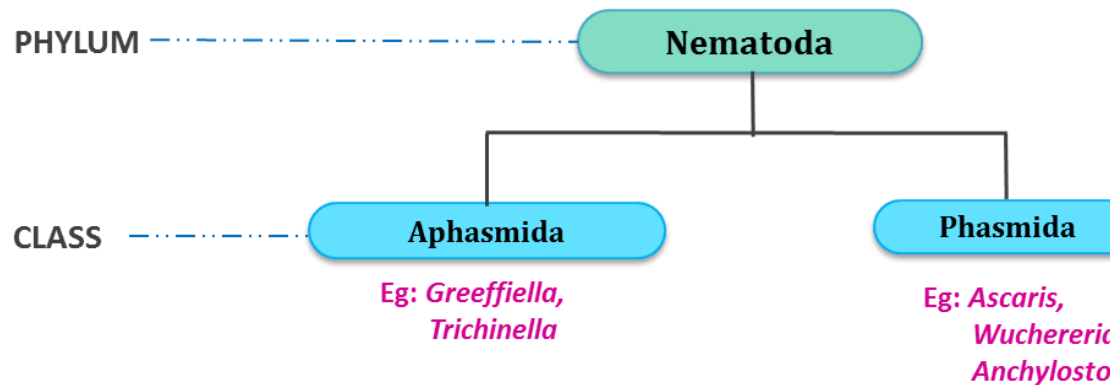 PHYLUM
Nematoda
CLASS
Aphasmida
Phasmida
Eg: Greeffiella,
Trichinella
Eg: Ascaris,